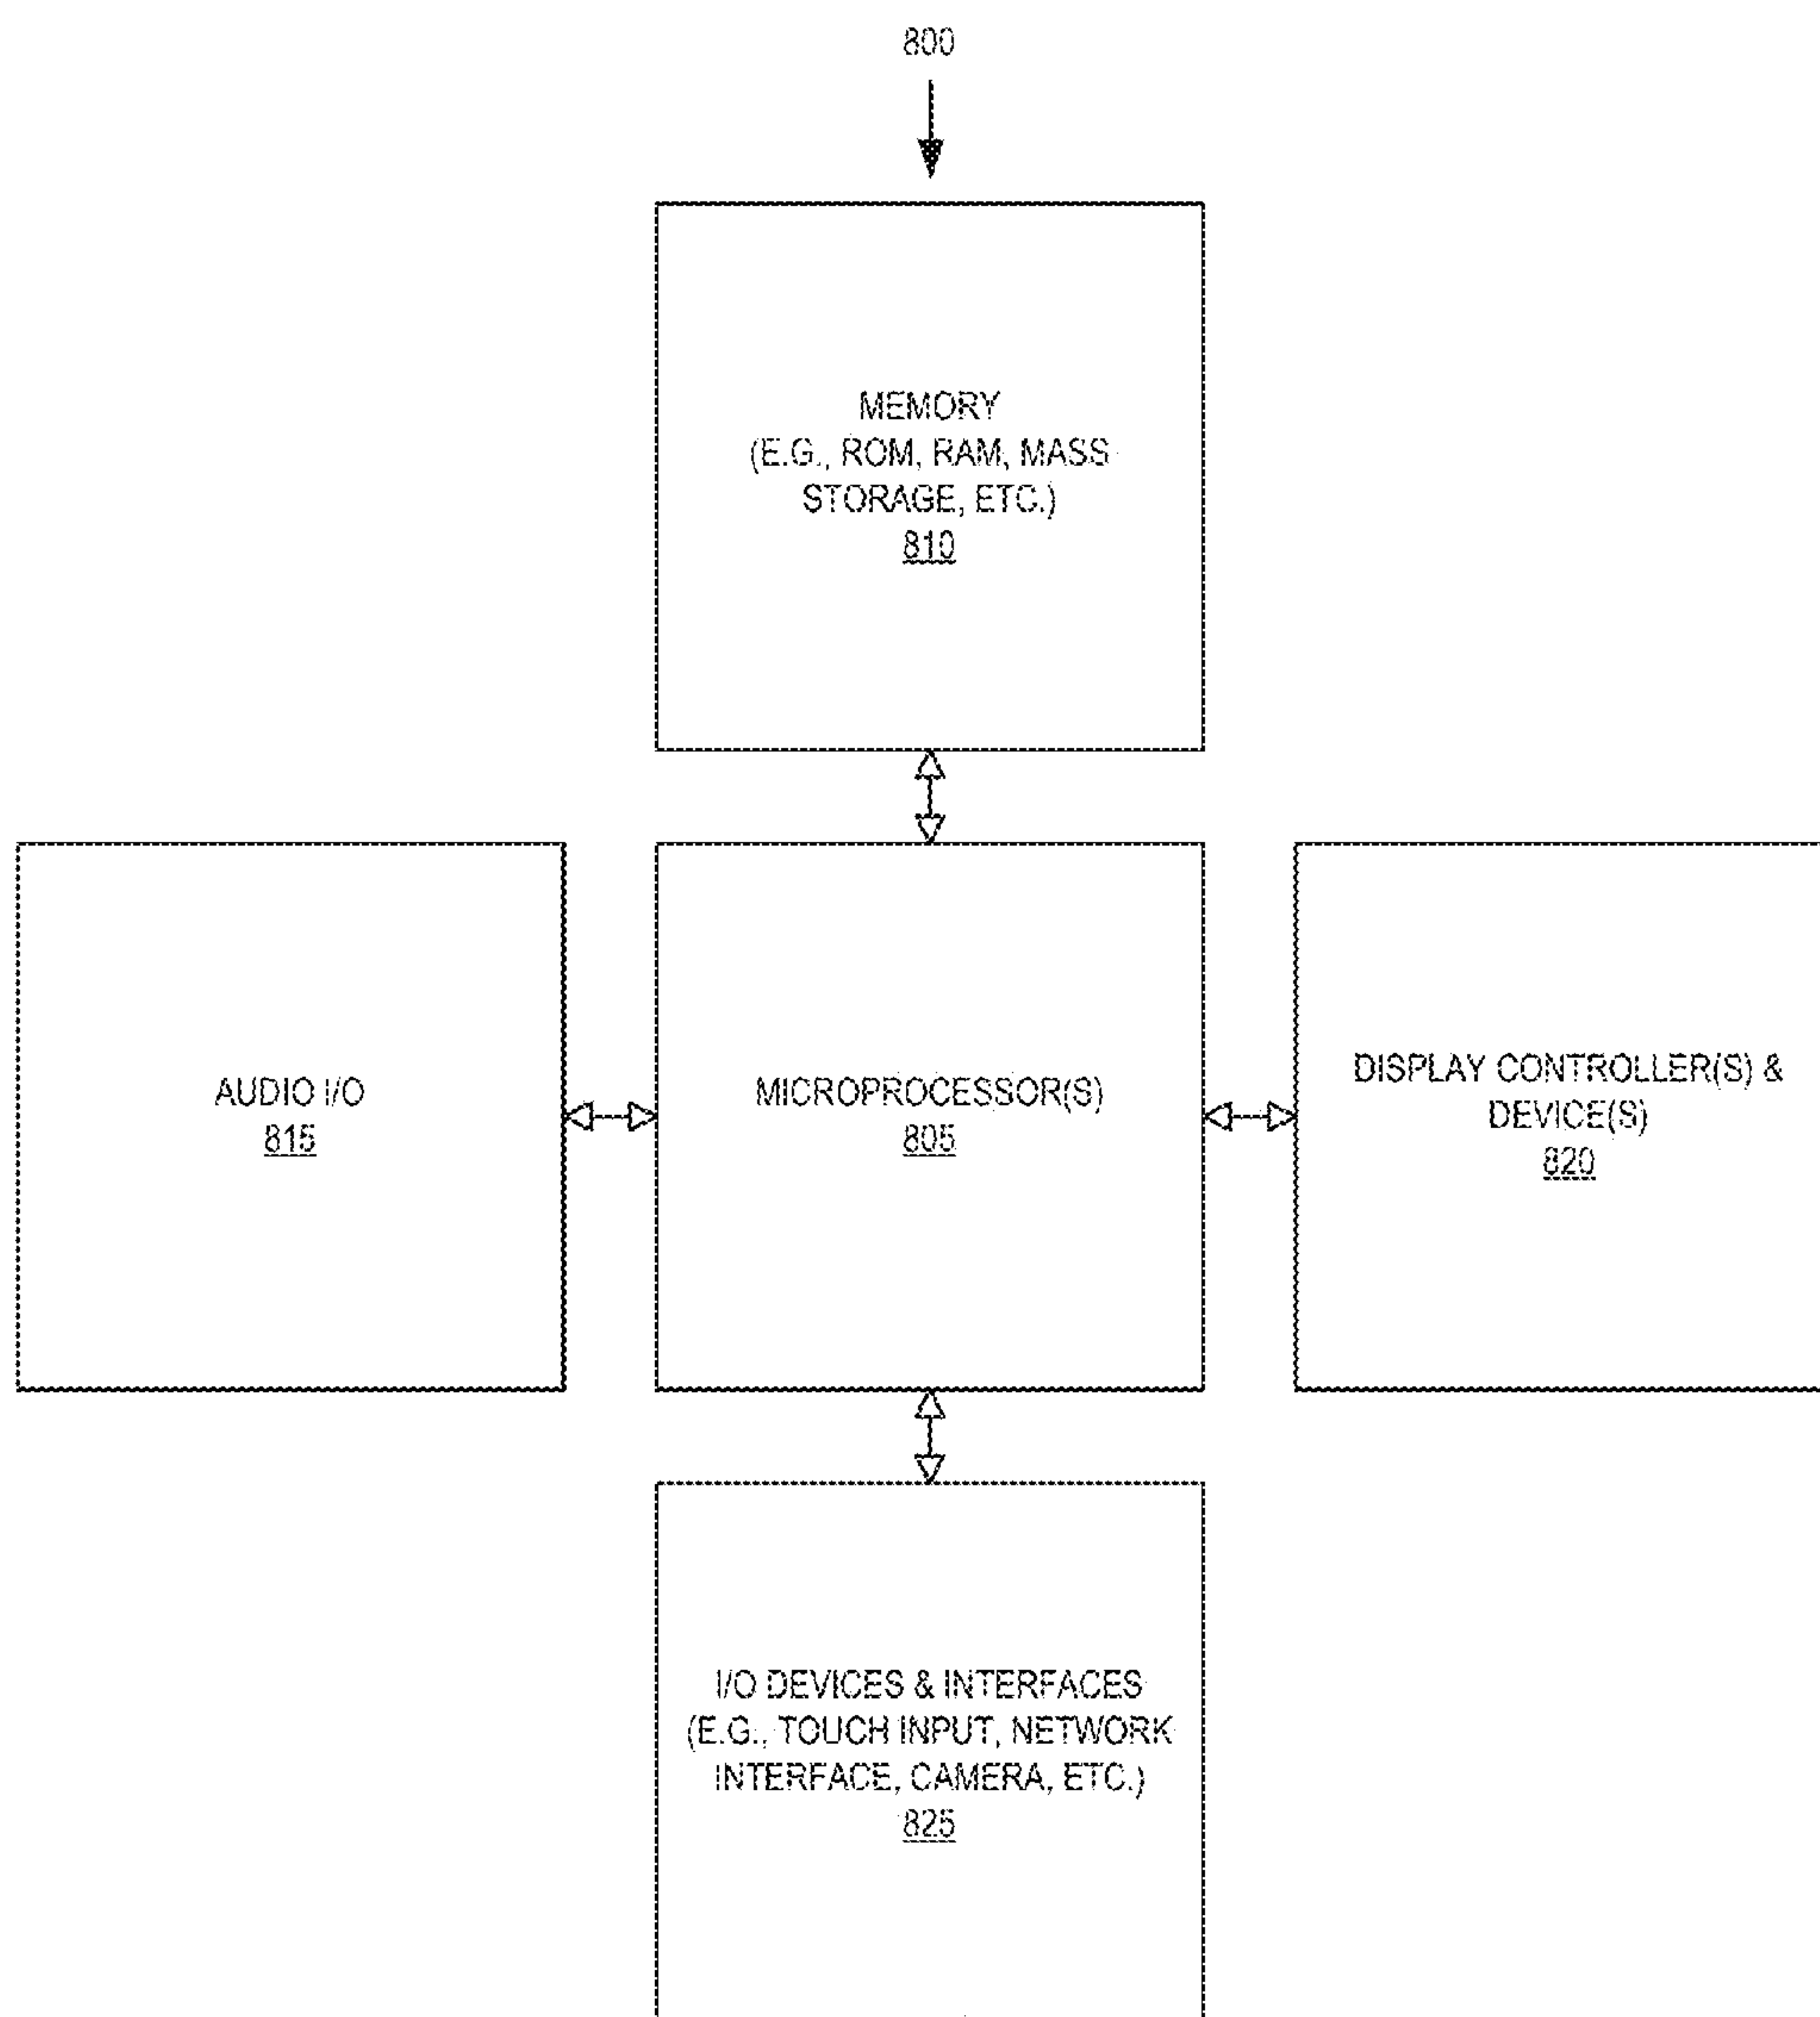 800
MEMORY
(E.G., ROM, RAM, MASS
STORAGE, ETC.)
810
AUDIO I/O
815
MICROPROCESSOR(S)
805
DISPLAY CONTROLLER(S) &
DEVICE(S)
820
I/O DEVICES & INTERFACES
(E.G., TOUCH INPUT, NETWORK
INTERFACE, CAMERA, ETC.)
825